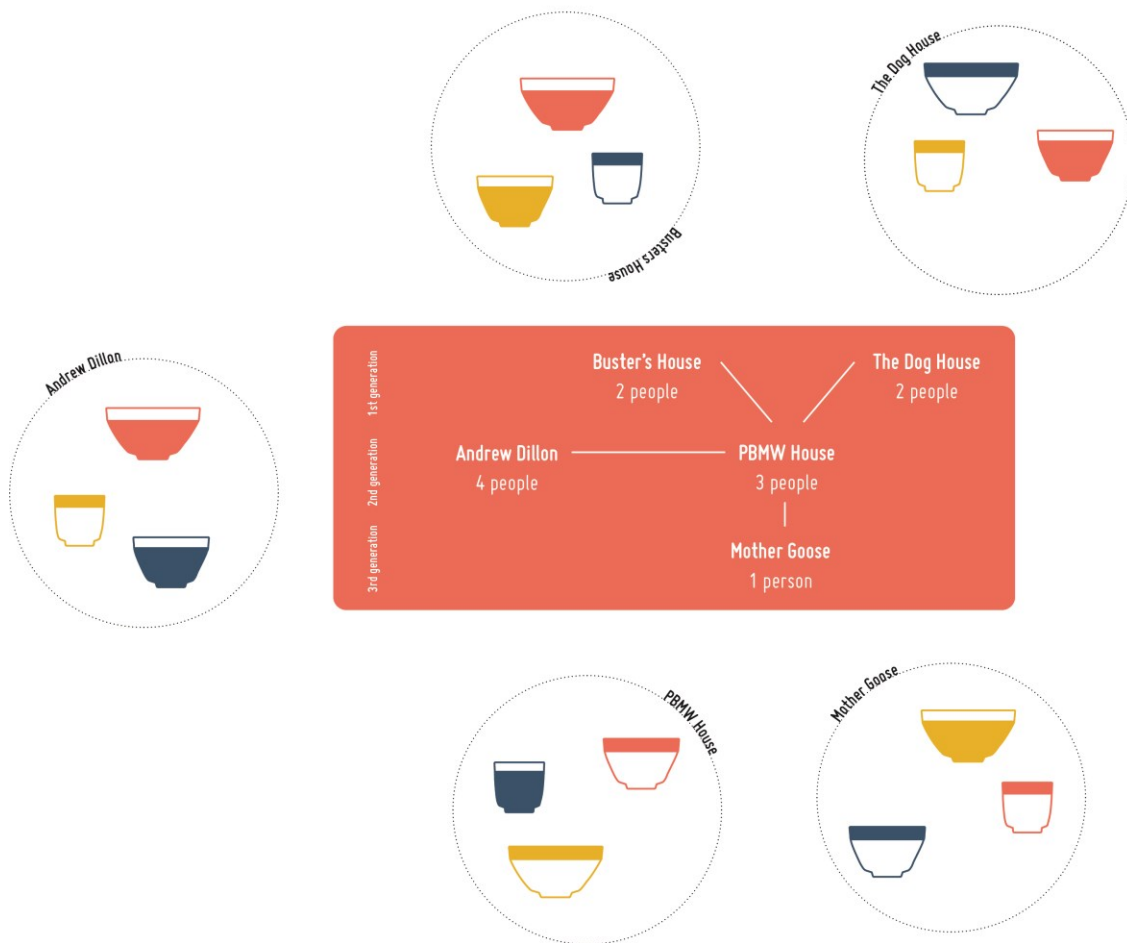 Buster's House
The Dog House
Andrew Dillon
1st generation
2nd generation
3rd generation
Buster's House
2 people
The Dog House
2 people
Andrew Dillon
4 people
PBMW House
3 people
Mother Goose
1 person
PBMW House
Mother Goose